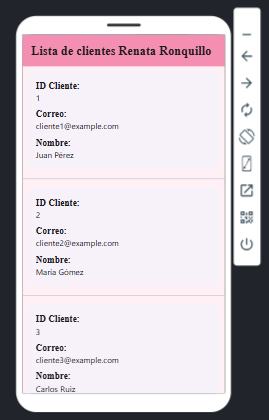 Lista de clientes Renata Ronquillo
ID Cliente:
1
Correo:
cliente1@example.com
Nombre:
Juan Pérez
ID Cliente:
2
Correo:
cliente2@example.com
Nombre:
María Gómez
ID Cliente:
3
Correo:
cliente3@example.com
Nombre:
Carlos Ruiz